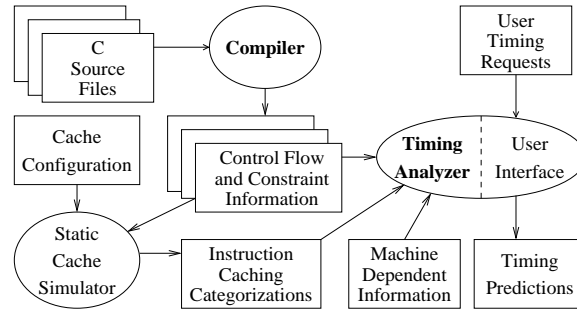 C
Source
Files
Compiler
User
Timing
Requests
Cache
Configuration
Control Flow
and Constraint
Information
Timing
Analyzer
User
Interface
Static
Cache
Simulator
Instruction
Caching
Categorizations
Machine
Dependent
Information
Timing
Predictions